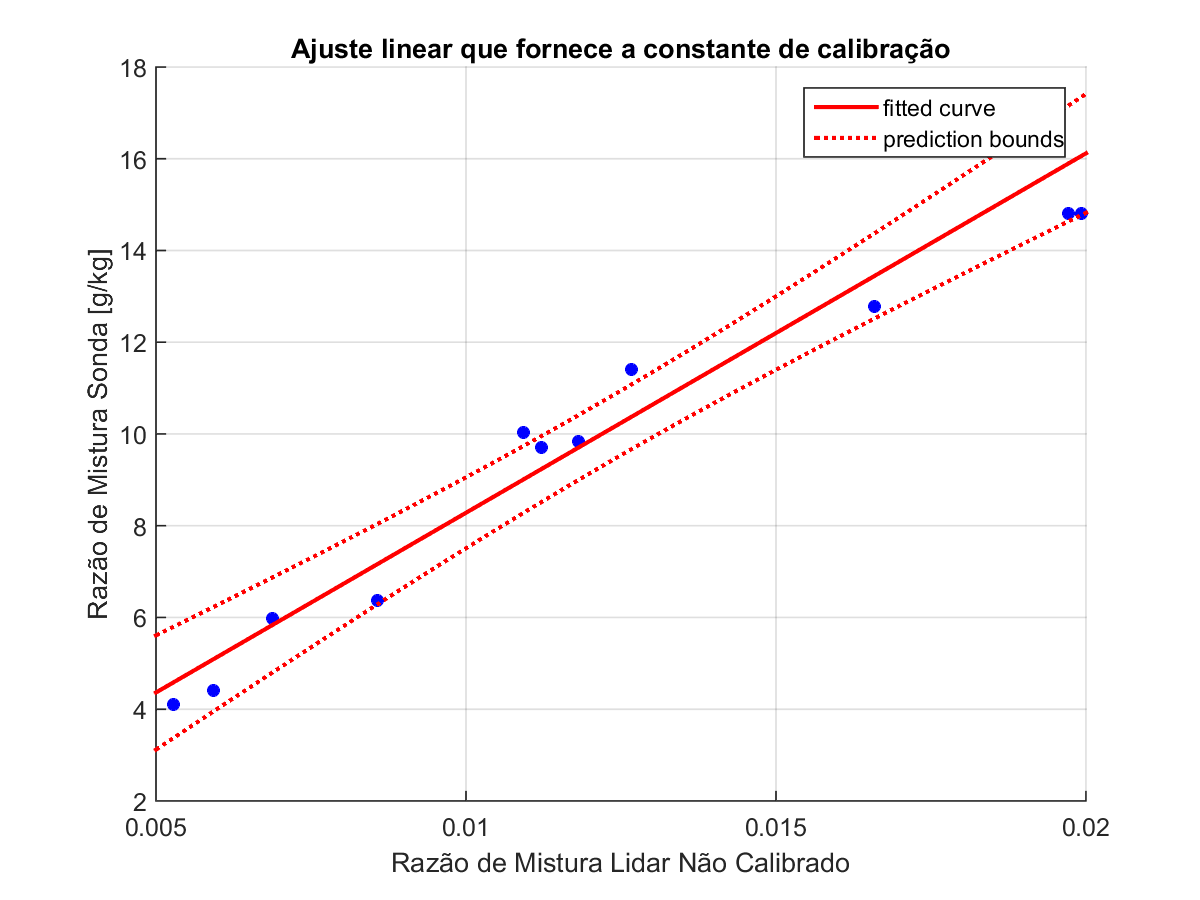 Ajuste linear que fornece a constante de calibração
fitted curve
prediction bounds
Razão de Mistura Sonda [g/kg]
18
16
14
12
10
8
6
4
2
0.005
0.01
0.015
0.02
Razão de Mistura Lidar Não Calibrado